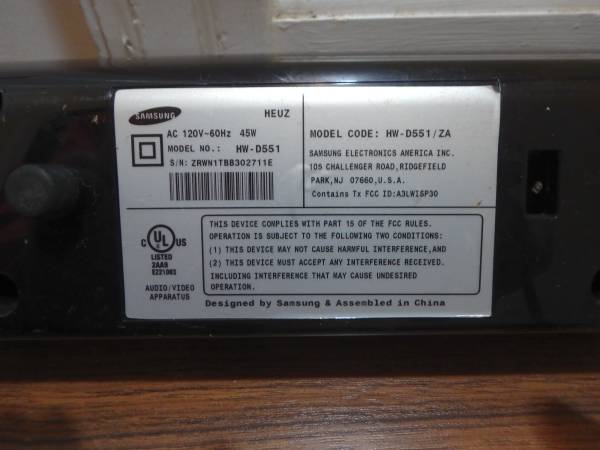 SAMSUNG
HEUZ
AC 120V~60Hz 45W
MODEL NO.: HW-D551
S/N: ZRWN1TBB302711E
MODEL CODE: HW-D551/ZA
SAMSUNG ELECTRONICS AMERICA INC.
105 CHALLENGER ROAD,RIDGEFIELD
PARK,NJ 07660,U.S.A.
Contains Tx FCC ID:A3LWISP30
C UL US
LISTED
2AA9
E221083
AUDIO/VIDEO
APPARATUS
THIS DEVICE COMPLIES WITH PART 15 OF THE FCC RULES.
OPERATION IS SUBJECT TO THE FOLLOWING TWO CONDITIONS:
(1) THIS DEVICE MAY NOT CAUSE HARMFUL INTERFERENCE,AND
(2) THIS DEVICE MUST ACCEPT ANY INTERFERENCE RECEIVED.
INCLUDING INTERFERENCE THAT MAY CAUSE UNDESIRED
OPERATION.
Designed by Samsung & Assembled in China